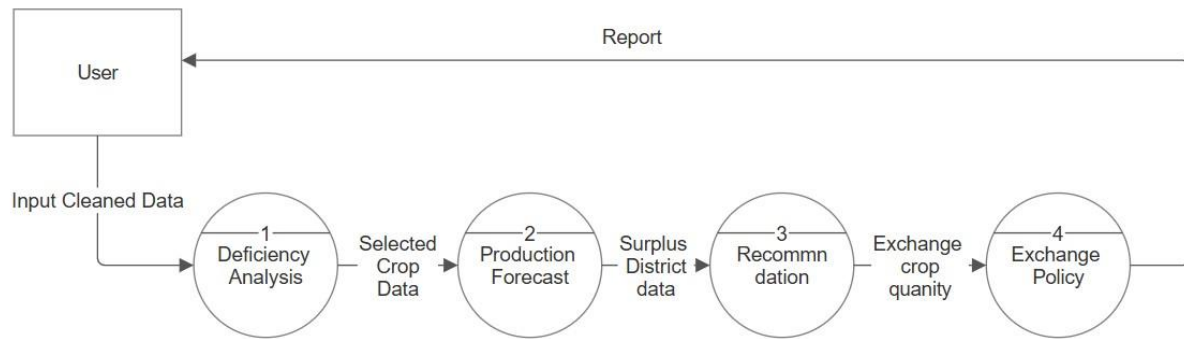 Report
User
Input Cleaned Data
1
Deficiency
Analysis
Selected
Crop
Data
2
Production
Forecast
Surplus
District
data
3
Recommn
dation
Exchange
crop
quanity
4
Exchange
Policy